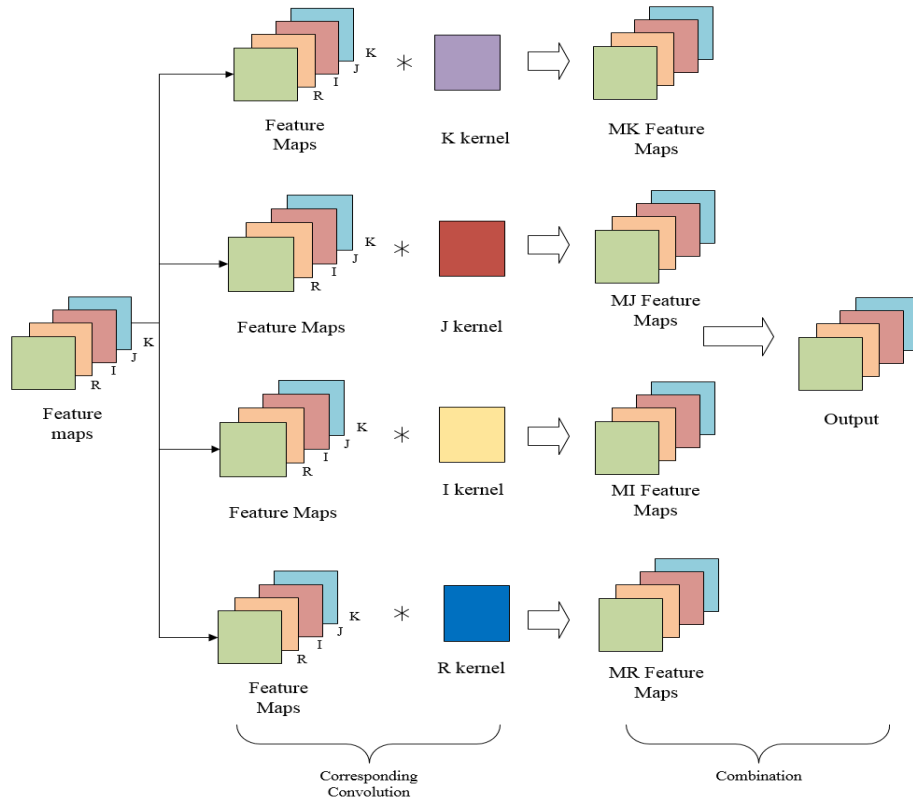 K
J
I
R
Feature
Maps
*
K kernel
MK Feature
Maps
K
J
I
R
Feature Maps
*
J kernel
MJ Feature
Maps
K
J
I
R
Feature
maps
Output
K
J
I
R
Feature Maps
*
I kernel
MI Feature
Maps
K
J
I
R
Feature
Maps
*
R kernel
MR Feature
Maps
Corresponding
Convolution
Combination